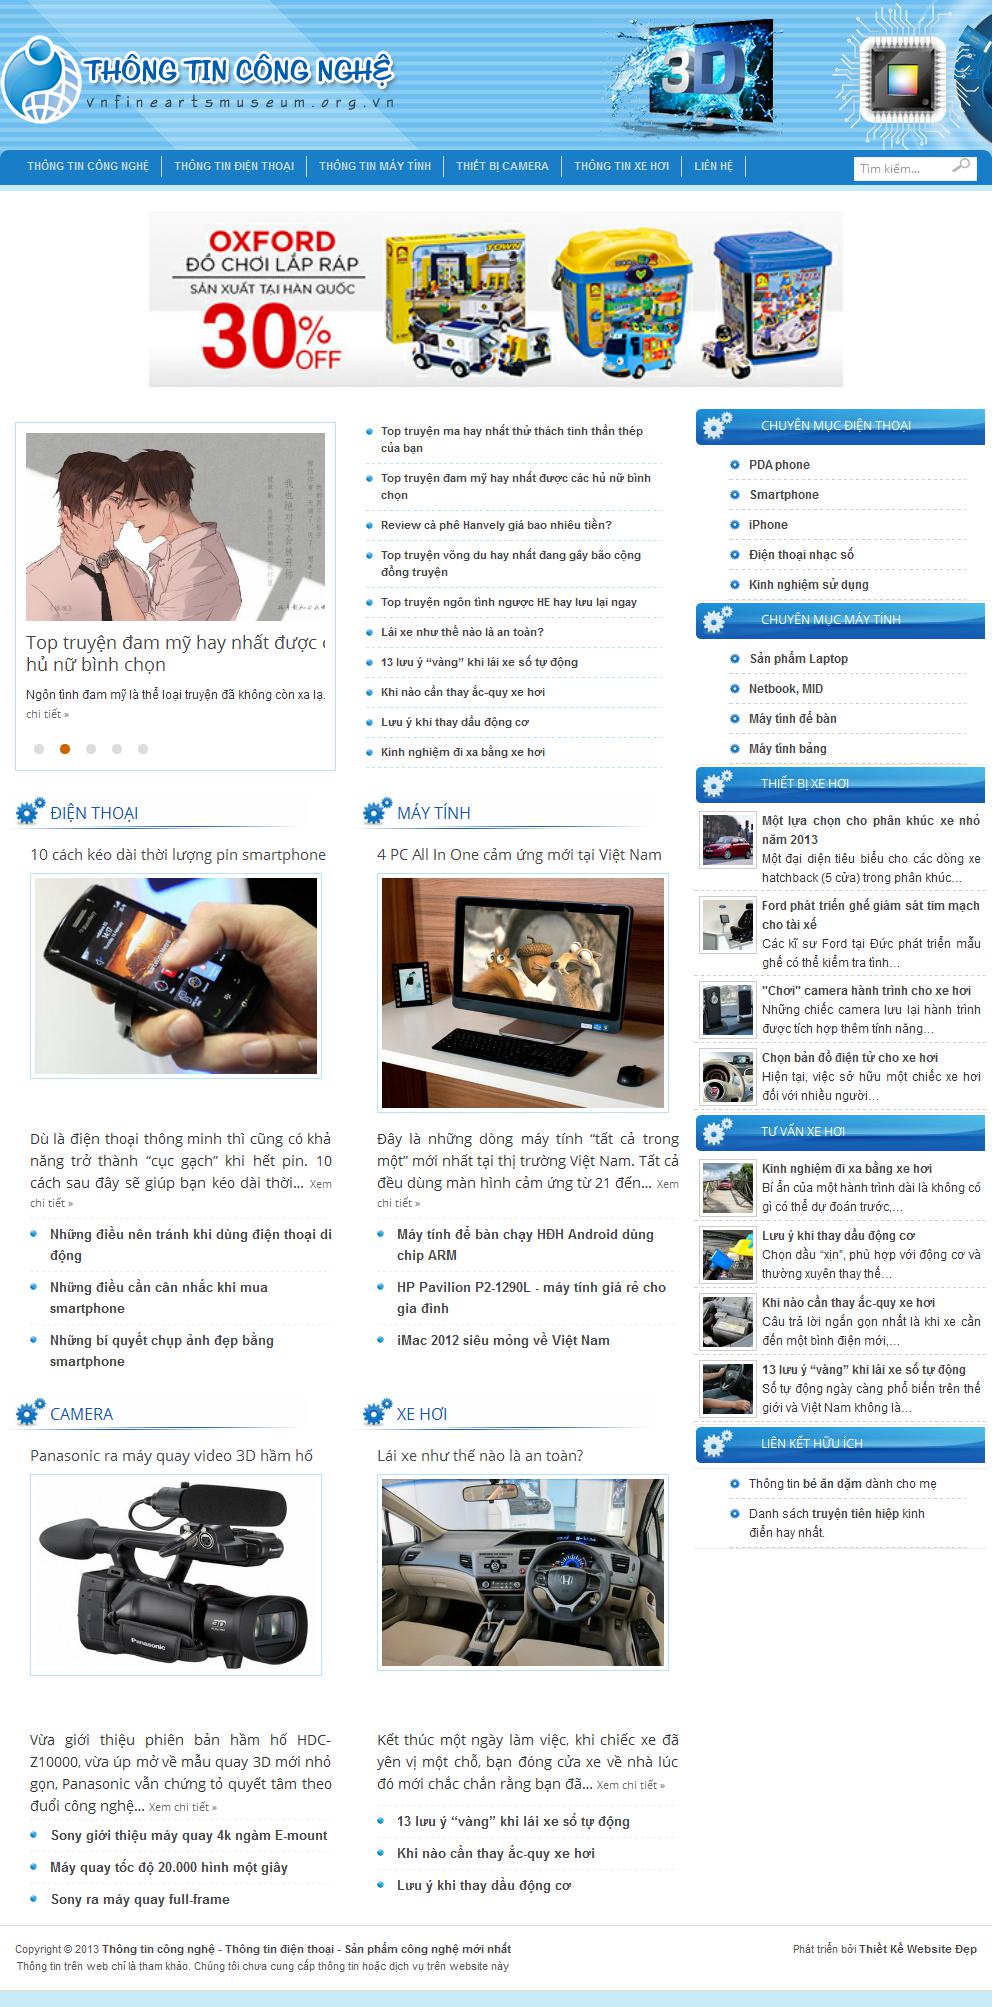 THÔNG TIN CÔNG NGHỆ
vnfineartsmuseum.org.vn
3D
THÔNG TIN CÔNG NGHỆ
THÔNG TIN ĐIỆN THOẠI
THÔNG TIN MÁY TÍNH
THIẾT BỊ CAMERA
THÔNG TIN XE HƠI
LIÊN HỆ
Tìm kiếm...
OXFORD
ĐỒ CHƠI LẮP RÁP
SẢN XUẤT TẠI HÀN QUỐC
30% OFF
TOWN
Top truyện đam mỹ hay nhất được c
hủ nữ bình chọn
Ngôn tình đam mỹ là thể loại truyện đã không còn xa lạ.
chi tiết »
Top truyện ma hay nhất thử thách tinh thần thép
của bạn
Top truyện đam mỹ hay nhất được các hủ nữ bình
chọn
Review cà phê Hanvely giá bao nhiêu tiền?
Top truyện võng du hay nhất đang gây bão cộng
đồng truyện
Top truyện ngôn tình ngược HE hay lưu lại ngay
Lái xe như thế nào là an toàn?
13 lưu ý “vàng” khi lái xe số tự động
Khi nào cần thay ắc-quy xe hơi
Lưu ý khi thay dầu động cơ
Kinh nghiệm đi xa bằng xe hơi
CHUYÊN MỤC ĐIỆN THOẠI
PDA phone
Smartphone
iPhone
Điện thoại nhạc số
Kinh nghiệm sử dụng
CHUYÊN MỤC MÁY TÍNH
Sản phẩm Laptop
Netbook, MID
Máy tính để bàn
Máy tính bảng
THIẾT BỊ XE HƠI
Một lựa chọn cho phân khúc xe nhỏ
năm 2013
Một đại diện tiêu biểu cho các dòng xe
hatchback (5 cửa) trong phân khúc...
Ford phát triển ghế giám sát tim mạch
cho tài xế
Các kĩ sư Ford tại Đức phát triển mẫu
ghế có thể kiểm tra tình...
"Chơi" camera hành trình cho xe hơi
Những chiếc camera lưu lại hành trình
được tích hợp thêm tính năng...
Chọn bản đồ điện tử cho xe hơi
Hiện tại, việc sở hữu một chiếc xe hơi
đối với nhiều người...
TƯ VẤN XE HƠI
Kinh nghiệm đi xa bằng xe hơi
Bí ẩn của một hành trình dài là không có
gì có thể dự đoán trước,...
Lưu ý khi thay dầu động cơ
Chọn dầu “xịn”, phù hợp với động cơ và
thường xuyên thay thế...
Khi nào cần thay ắc-quy xe hơi
Câu trả lời ngắn gọn nhất là khi xe cần
đến một bình điện mới,...
13 lưu ý “vàng” khi lái xe số tự động
Số tự động ngày càng phổ biến trên thế
giới và Việt Nam không là...
LIÊN KẾT HỮU ÍCH
Thông tin bé ăn dặm dành cho mẹ
Danh sách truyện tiên hiệp kinh
điển hay nhất.
ĐIỆN THOẠI
10 cách kéo dài thời lượng pin smartphone
Dù là điện thoại thông minh thì cũng có khả
năng trở thành “cục gạch” khi hết pin. 10
cách sau đây sẽ giúp bạn kéo dài thời... Xem
chi tiết »
Những điều nên tránh khi dùng điện thoại di
động
Những điều cần cân nhắc khi mua
smartphone
Những bí quyết chụp ảnh đẹp bằng
smartphone
MÁY TÍNH
4 PC All In One cảm ứng mới tại Việt Nam
Đây là những dòng máy tính “tất cả trong
một” mới nhất tại thị trường Việt Nam. Tất cả
đều dùng màn hình cảm ứng từ 21 đến... Xem
chi tiết »
Máy tính để bàn chạy HĐH Android dùng
chip ARM
HP Pavilion P2-1290L - máy tính giá rẻ cho
gia đình
iMac 2012 siêu mỏng về Việt Nam
CAMERA
Panasonic ra máy quay video 3D hầm hố
Panasonic
Vừa giới thiệu phiên bản hầm hố HDC-
Z10000, vừa úp mở về mẫu quay 3D mới nhỏ
gọn, Panasonic vẫn chứng tỏ quyết tâm theo
đuổi công nghệ... Xem chi tiết »
Sony giới thiệu máy quay 4k ngàm E-mount
Máy quay tốc độ 20.000 hình một giây
Sony ra máy quay full-frame
XE HƠI
Lái xe như thế nào là an toàn?
Kết thúc một ngày làm việc, khi chiếc xe đã
yên vị một chỗ, bạn đóng cửa xe về nhà lúc
đó mới chắc chắn rằng bạn đã... Xem chi tiết »
13 lưu ý “vàng” khi lái xe số tự động
Khi nào cần thay ắc-quy xe hơi
Lưu ý khi thay dầu động cơ
Copyright © 2013 Thông tin công nghệ - Thông tin điện thoại - Sản phẩm công nghệ mới nhất
Thông tin trên web chỉ là tham khảo. Chúng tôi chưa cung cấp thông tin hoặc dịch vụ trên website này
Phát triển bởi Thiết Kế Website Đẹp